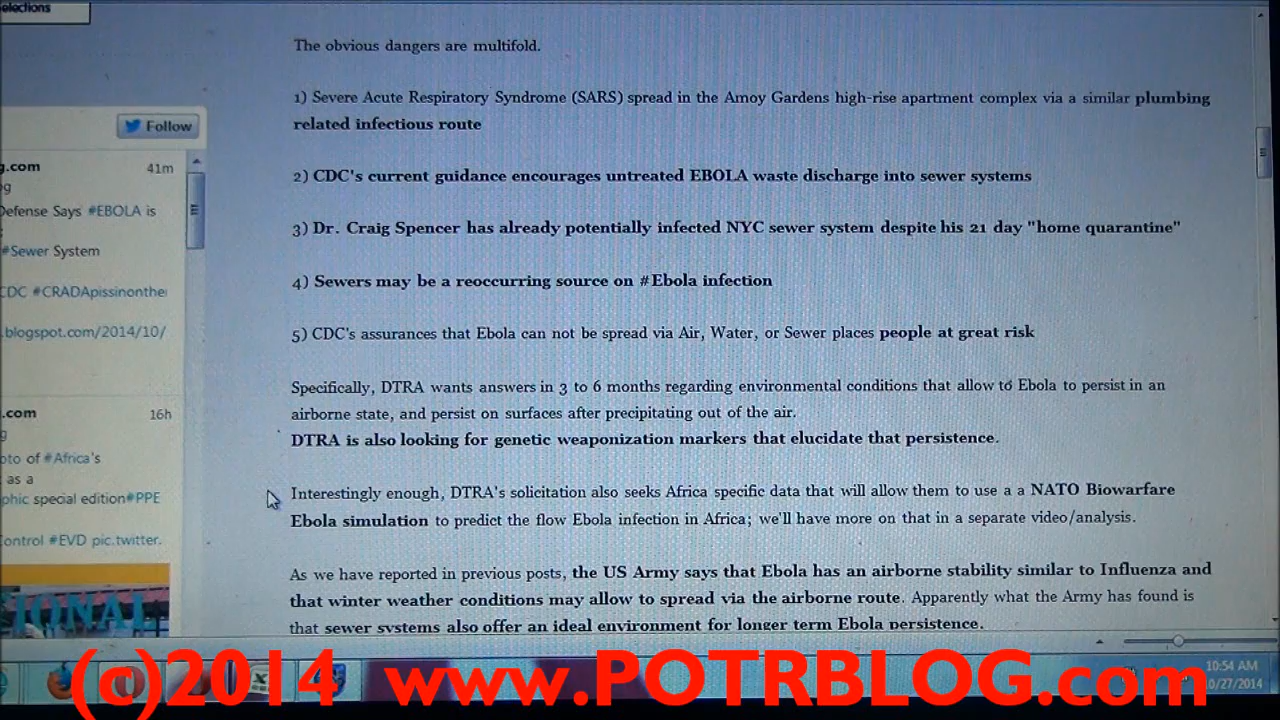 elections
The obvious dangers are multifold.
1) Severe Acute Respiratory Syndrome (SARS) spread in the Amoy Gardens high-rise apartment complex via a similar plumbing
related infectious route
Follow
g.com 41m
og
2) CDC's current guidance encourages untreated EBOLA waste discharge into sewer systems
Defense Says #EBOLA is
3) Dr. Craig Spencer has already potentially infected NYC sewer system despite his 21 day "home quarantine"
#Sewer System
4) Sewers may be a reoccurring source on #Ebola infection
CDC #CRADApissinonthe
.blogspot.com/2014/10/
5) CDC's assurances that Ebola can not be spread via Air, Water, or Sewer places people at great risk
Specifically, DTRA wants answers in 3 to 6 months regarding environmental conditions that allow to Ebola to persist in an
airborne state, and persist on surfaces after precipitating out of the air.
DTRA is also looking for genetic weaponization markers that elucidate that persistence.
.com 16h
g
oto of #Africa's
as a
phic special edition#PPE
Control #EVD pic.twitter.
Interestingly enough, DTRA's solicitation also seeks Africa specific data that will allow them to use a a NATO Biowarfare
Ebola simulation to predict the flow Ebola infection in Africa; we'll have more on that in a separate video/analysis.
As we have reported in previous posts, the US Army says that Ebola has an airborne stability similar to Influenza and
that winter weather conditions may allow to spread via the airborne route. Apparently what the Army has found is
that sewer systems also offer an ideal environment for longer term Ebola persistence.
IONAL
10:54 AM
10/27/2014
(c)2014 www.POTRBLOG.com